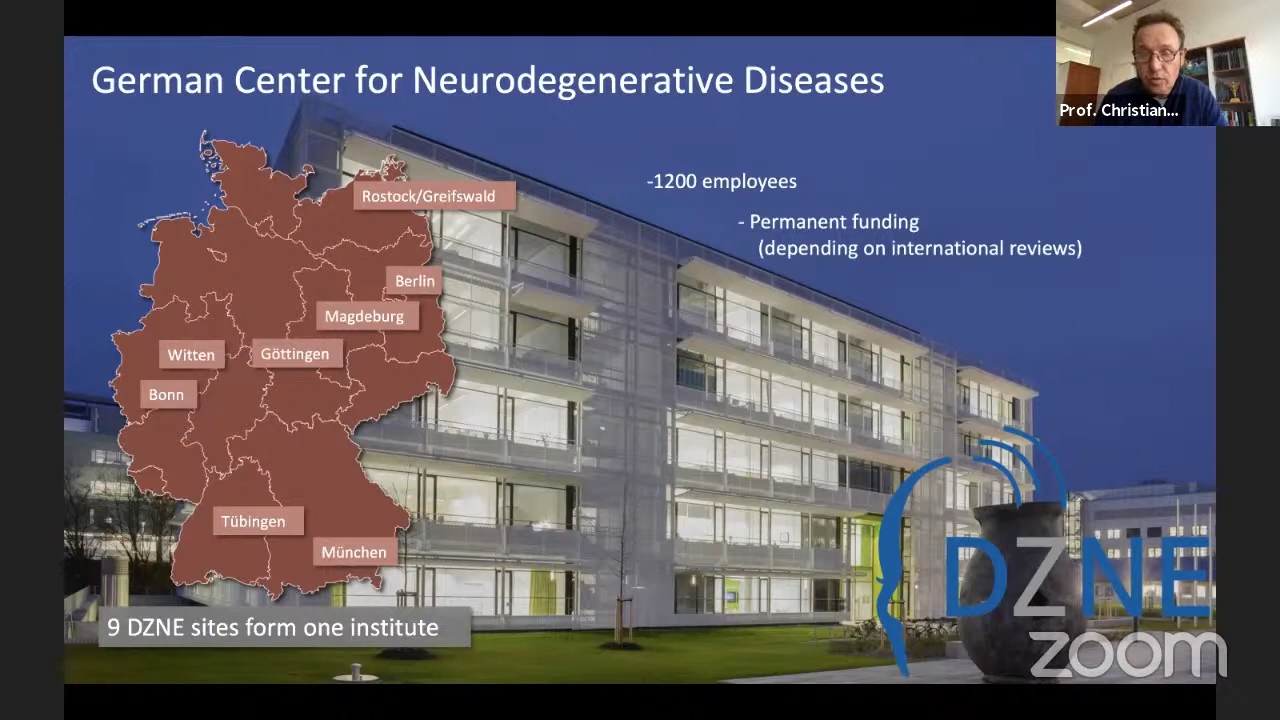 German Center for Neurodegenerative Diseases
Prof. Christian...
-1200 employees
- Permanent funding
(depending on international reviews)
Rostock/Greifswald
Berlin
Magdeburg
Witten
Göttingen
Bonn
Tübingen
München
9 DZNE sites form one institute
DZNE
zoom